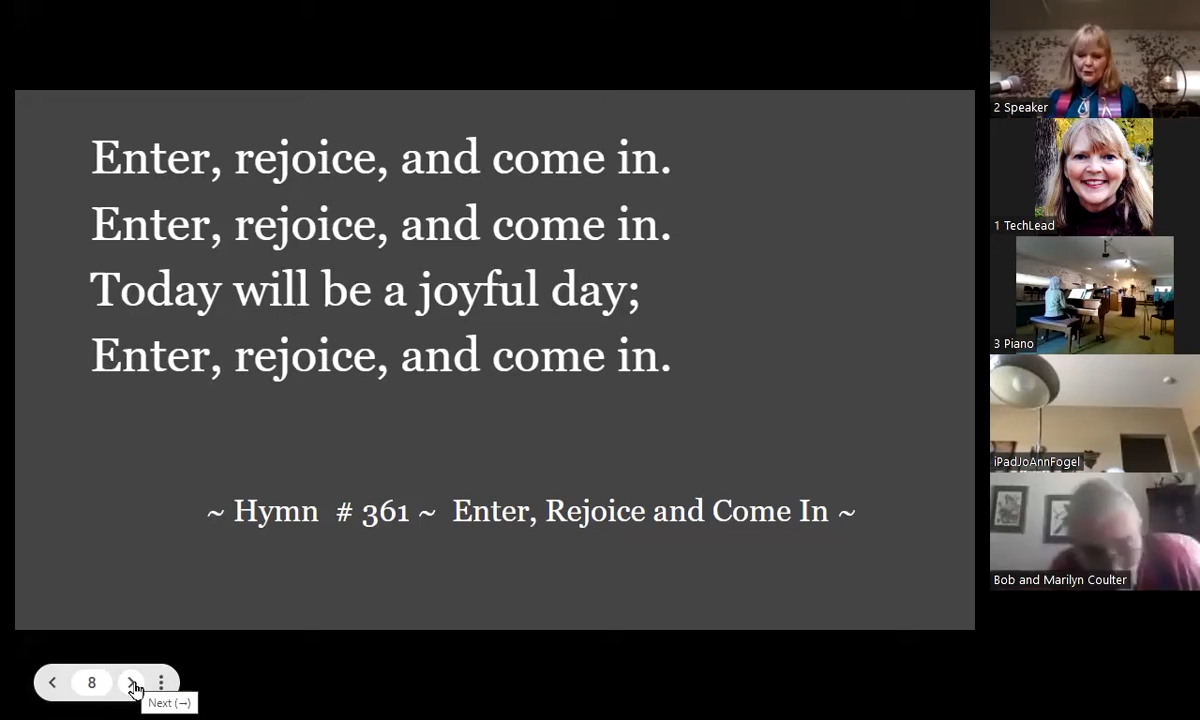 Enter, rejoice, and come in.
Enter, rejoice, and come in.
Today will be a joyful day;
Enter, rejoice, and come in.
~ Hymn # 361 ~ Enter, Rejoice and Come In ~
8
Next (→)
2 Speaker
1 TechLead
3 Piano
iPadJoAnnFogel
Bob and Marilyn Coulter